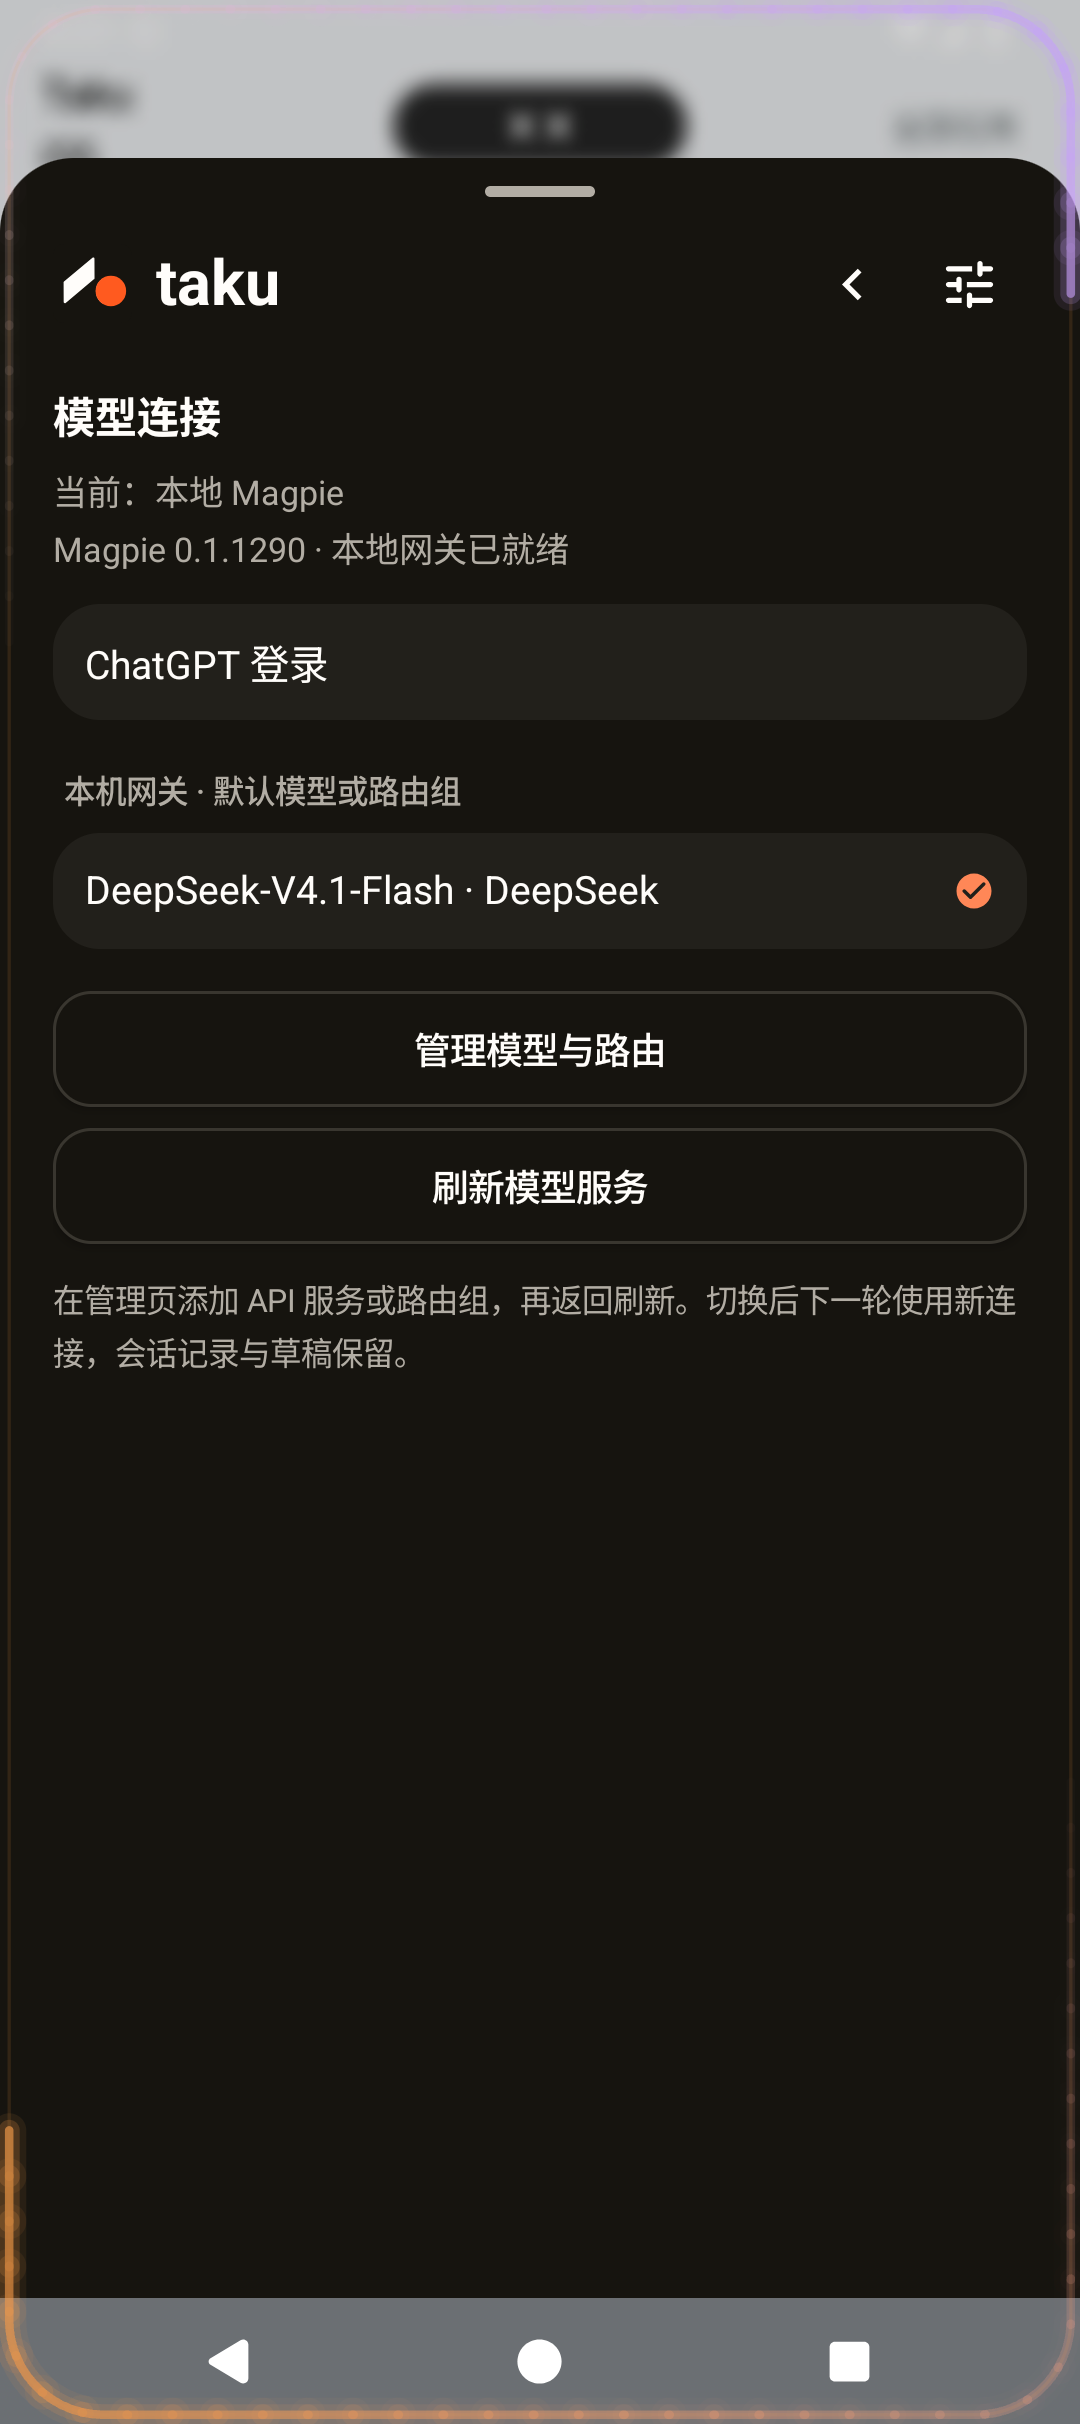 Taku
taku
模型连接
当前：本地 Magpie
Magpie 0.1.1290 · 本地网关已就绪
ChatGPT 登录
本机网关 · 默认模型或路由组
DeepSeek-V4.1-Flash · DeepSeek
管理模型与路由
刷新模型服务
在管理页添加 API 服务或路由组，再返回刷新。切换后下一轮使用新连
接，会话记录与草稿保留。